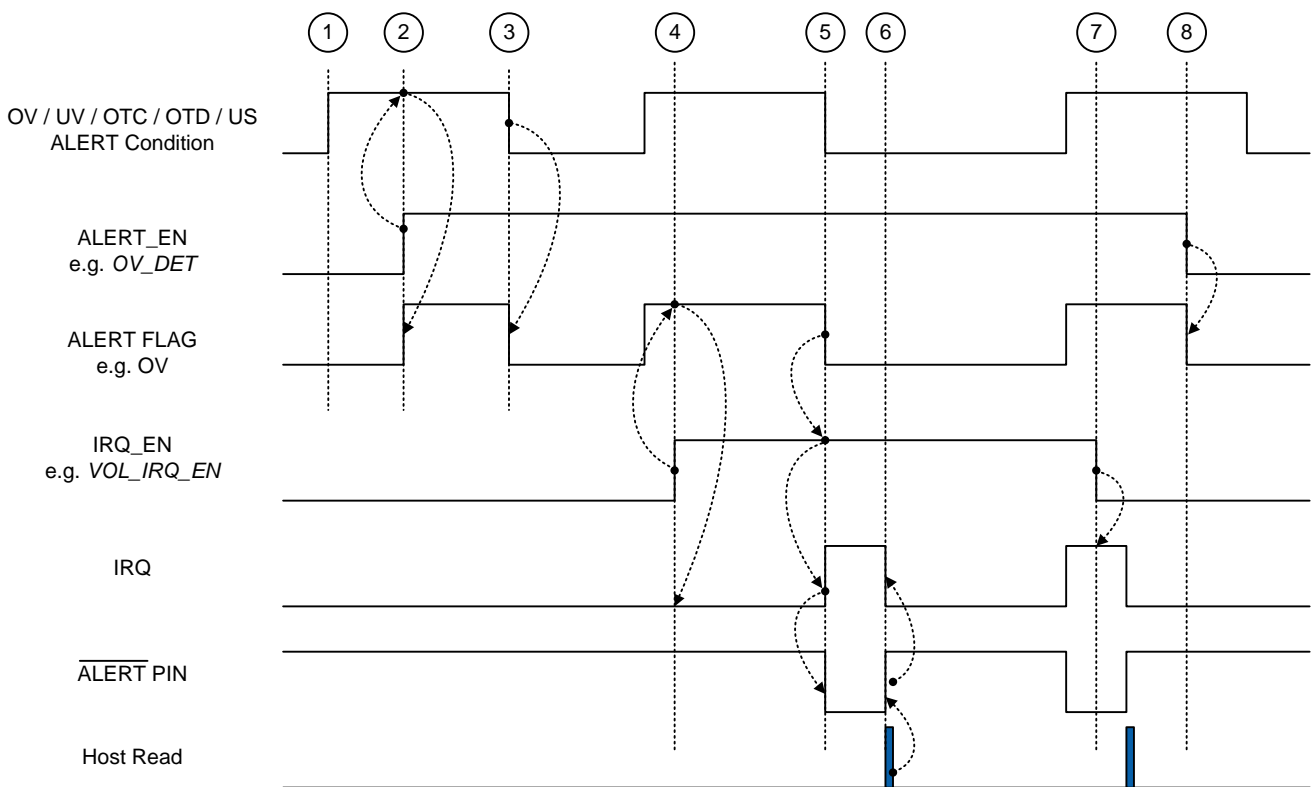 1 2 3 4 5 6 7 8
OV / UV / OTC / OTD / US
ALERT Condition
ALERT_EN
e.g. OV_DET
ALERT FLAG
e.g. OV
IRQ_EN
e.g. VOL_IRQ_EN
IRQ
ALERT PIN
Host Read